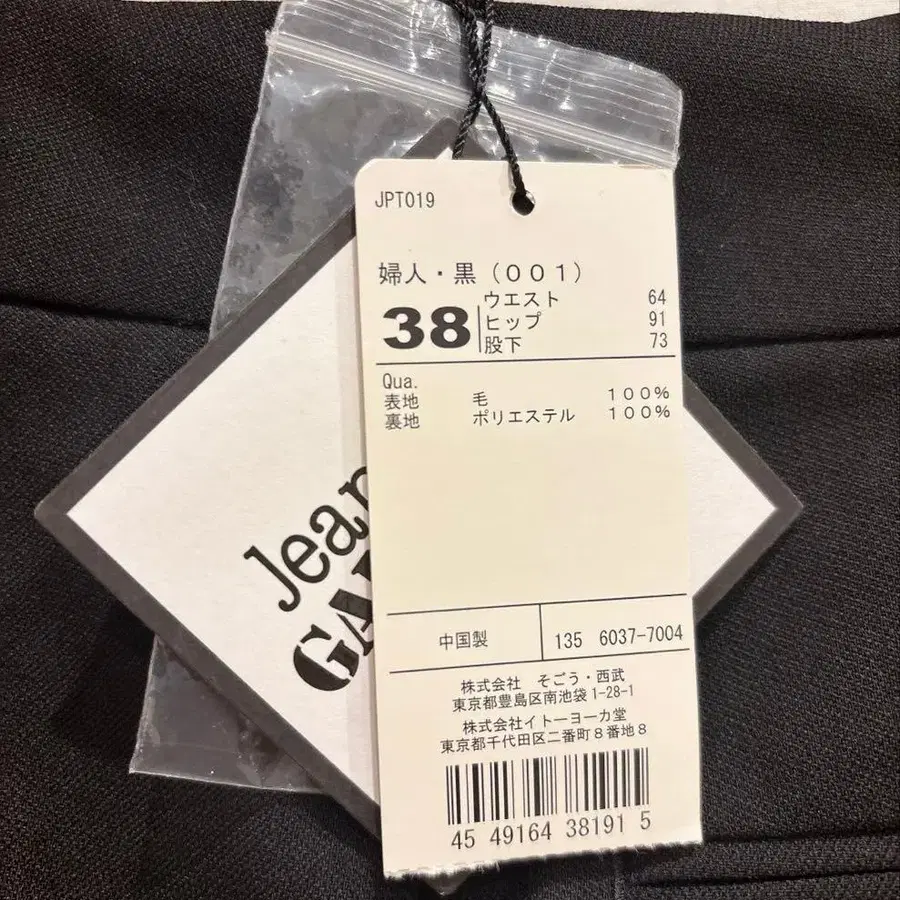 JPT019
婦人・黒（００１）
38
ウエスト 64
ヒップ 91
股下 73
Qua.
表地 毛 １００%
裏地 ポリエステル １００%
Jean
GA
中国製 135 6037-7004
株式会社 そごう・西武
東京都豊島区南池袋1-28-1
株式会社イトーヨーカ堂
東京都千代田区二番町８番地８
45 49164 38191 5